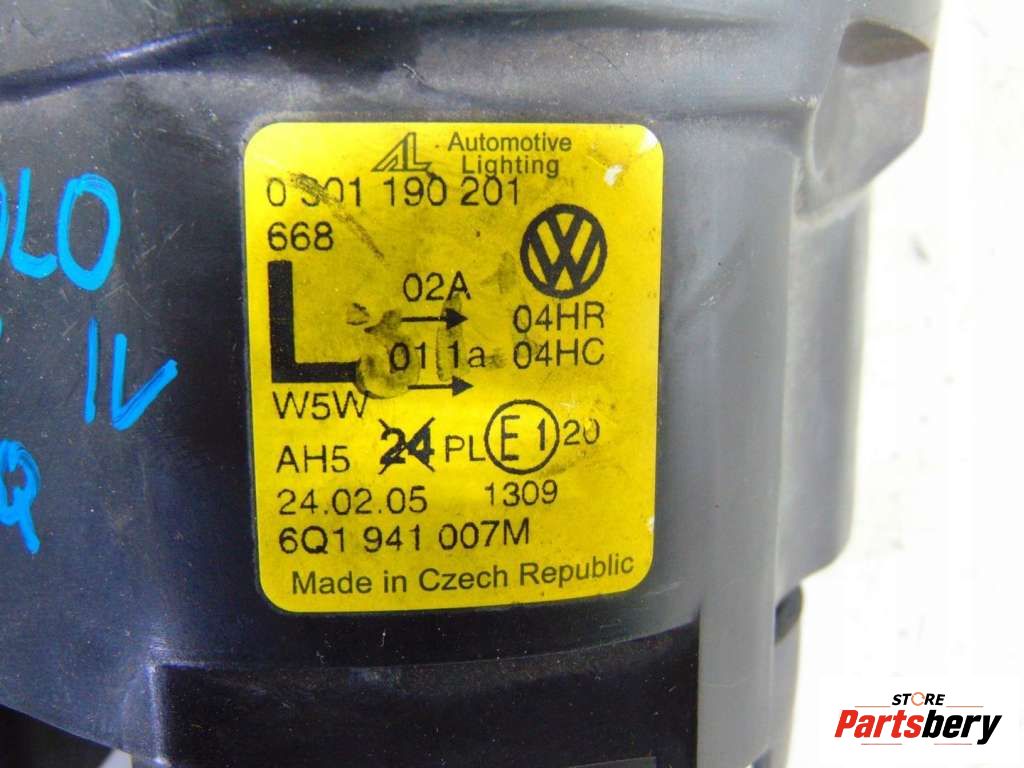 Automotive
Lighting
0 301 190 201
668
L
02A
04HR
01 1a 04HC
W5W
AH5 24 PL E1 20
24.02.05 1309
6Q1 941 007M
Made in Czech Republic
OLO
IV
Q
STORE
Partsbery